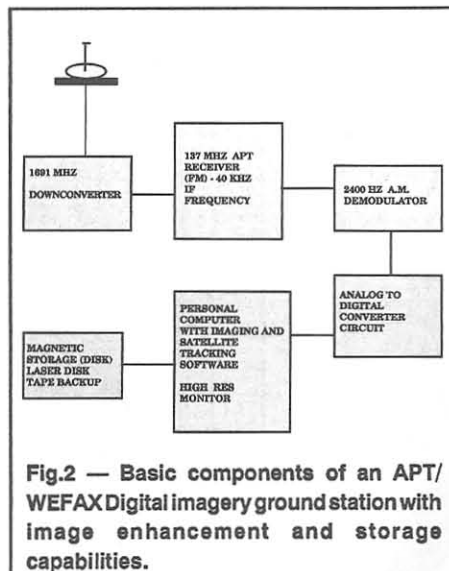 1691 MHZ
DOWNCONVERTER
137 MHZ APT
RECEIVER
(FM) - 40 KHZ
IF
FREQUENCY
2400 HZ A.M.
DEMODULATOR
ANALOG TO
DIGITAL
CONVERTER
CIRCUIT
PERSONAL
COMPUTER
WITH IMAGING AND
SATELLITE
TRACKING
SOFTWARE
HIGH RES
MONITOR
MAGNETIC
STORAGE (DISK)
LASER DISK
TAPE BACKUP
Fig.2 — Basic components of an APT/
WEFAX Digital imagery ground station with
image enhancement and storage
capabilities.